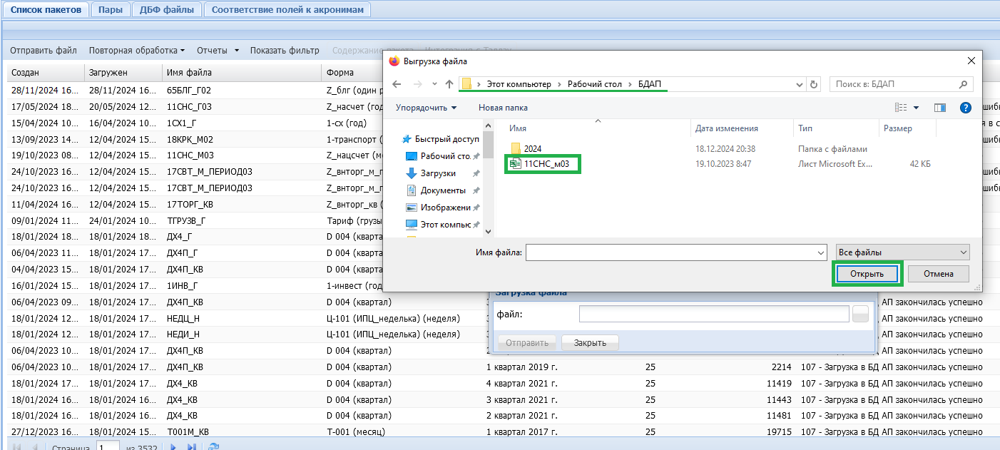 Список пакетов Пары ДБФ файлы Соответствие полей к акронимам
Отправить файл Повторная обработка Отчеты Показать фильтр Содержание пакета Интеграция с Талдау
Создан Загружен Имя файла Форма
28/11/2024 16... 28/11/2024 16... 65БЛГ_Г02 Z_блг (один р
17/05/2024 18... 20/05/2024 12... 11СНС_Г03 Z_насчет (год
15/04/2024 10... 16/04/2024 10... 1СХ1_Г 1-сх (год)
13/09/2023 14... 12/04/2024 15... 18КРК_М02 1-транспорт (
19/10/2023 08... 12/04/2024 15... 11СНС_М03 Z_нацсчет (м
24/10/2023 16... 12/04/2024 15... 17СВТ_М_ПЕРИОД03 Z_внторг_м_п
24/10/2023 16... 12/04/2024 15... 17СВТ_М_ПЕРИОД03 Z_внторг_м_п
11/04/2024 16... 12/04/2024 15... 17ТОРГ_КВ Z_внторг_кв (
09/01/2024 11... 24/01/2024 10... ТГРУЗВ_Г Тариф (грузы
18/01/2024 18... 18/01/2024 18... ДХ4_Г D 004 (кварта
06/04/2023 11... 18/01/2024 17... ДХ4П_Г D 004 (кварта
04/04/2023 15... 18/01/2024 17... ДХ4П_КВ D 004 (кварта
16/01/2024 15... 18/01/2024 17... 1ИНВ_Г 1-инвест (год
06/04/2023 09... 18/01/2024 17... ДХ4П_КВ D 004 (квартал) АП закончилась успешно
18/01/2024 12... 18/01/2024 17... НЕДЦ_Н Ц-101 (ИПЦ_неделька) (неделя) АП закончилась успешно
18/01/2024 12... 18/01/2024 17... НЕДИ_Н Ц-101 (ИПЦ_неделька) (неделя) АП закончилась успешно
06/04/2023 10... 18/01/2024 17... ДХ4П_КВ D 004 (квартал) АП закончилась успешно
06/04/2023 10... 18/01/2024 17... ДХ4П_КВ D 004 (квартал) 1 квартал 2019 г. 25 2214 107 - Загрузка в БД АП закончилась успешно
18/01/2024 17... 18/01/2024 17... ДХ4_КВ D 004 (квартал) 4 квартал 2021 г. 25 11419 107 - Загрузка в БД АП закончилась успешно
18/01/2024 16... 18/01/2024 17... ДХ4_КВ D 004 (квартал) 3 квартал 2021 г. 25 11443 107 - Загрузка в БД АП закончилась успешно
18/01/2024 16... 18/01/2024 17... ДХ4_КВ D 004 (квартал) 2 квартал 2021 г. 25 11481 107 - Загрузка в БД АП закончилась успешно
27/12/2023 16... 18/01/2024 15... Т001М_КВ Т-001 (месяц) 1 квартал 2017 г. 25 19715 107 - Загрузка в БД АП закончилась успешно
Страница 1 из 3532
Выгрузка файла
Этот компьютер › Рабочий стол › БДАП Поиск в: БДАП
Упорядочить Новая папка
Имя Дата изменения Тип Размер
Быстрый доступ
Рабочий сто.
Загрузки
Документы
Изображени
Этот компьк
2024 18.12.2024 20:38 Папка с файлами
11СНС_м03 19.10.2023 8:47 Лист Microsoft Ex... 42 КБ
Имя файла: Все файлы
Открыть Отмена
Загрузка файла
файл:
Отправить Закрыть